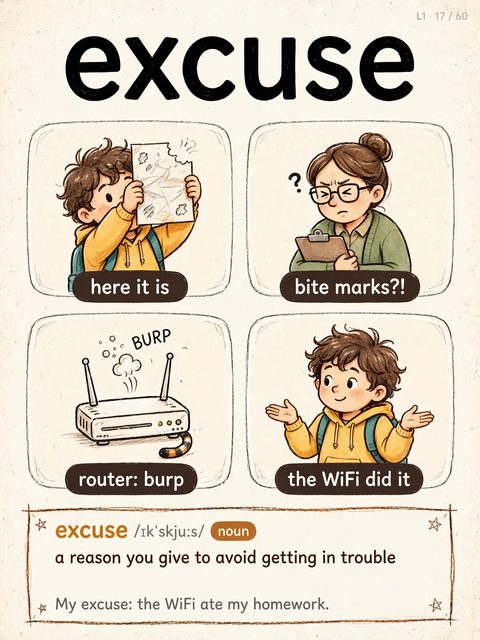 L1 · 17 / 60
excuse
here it is
?
bite marks?!
BURP
router: burp
the WiFi did it
excuse /ɪkˈskjuːs/ noun
a reason you give to avoid getting in trouble
My excuse: the WiFi ate my homework.